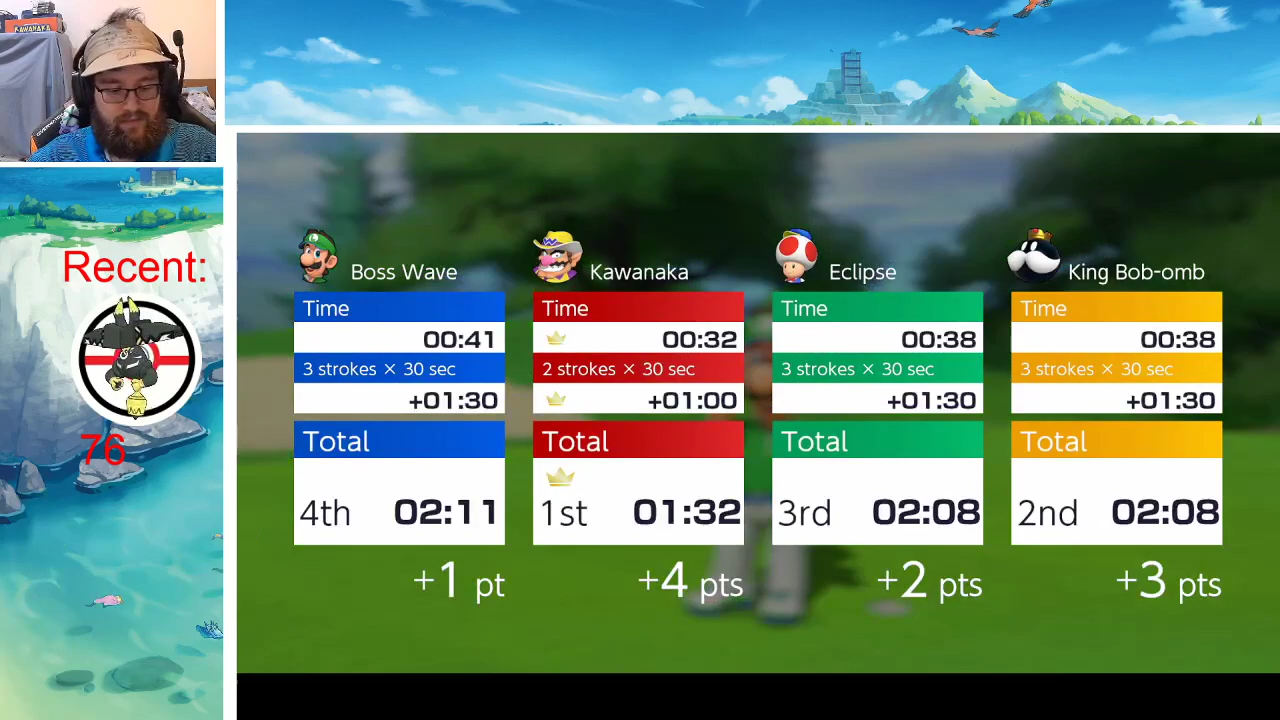 KAWANAKA
Recent:
76
Boss Wave
Time
00:41
3 strokes × 30 sec
+01:30
Total
4th 02:11
+1 pt
Kawanaka
Time
00:32
2 strokes × 30 sec
+01:00
Total
1st 01:32
+4 pts
Eclipse
Time
00:38
3 strokes × 30 sec
+01:30
Total
3rd 02:08
+2 pts
King Bob-omb
Time
00:38
3 strokes × 30 sec
+01:30
Total
2nd 02:08
+3 pts